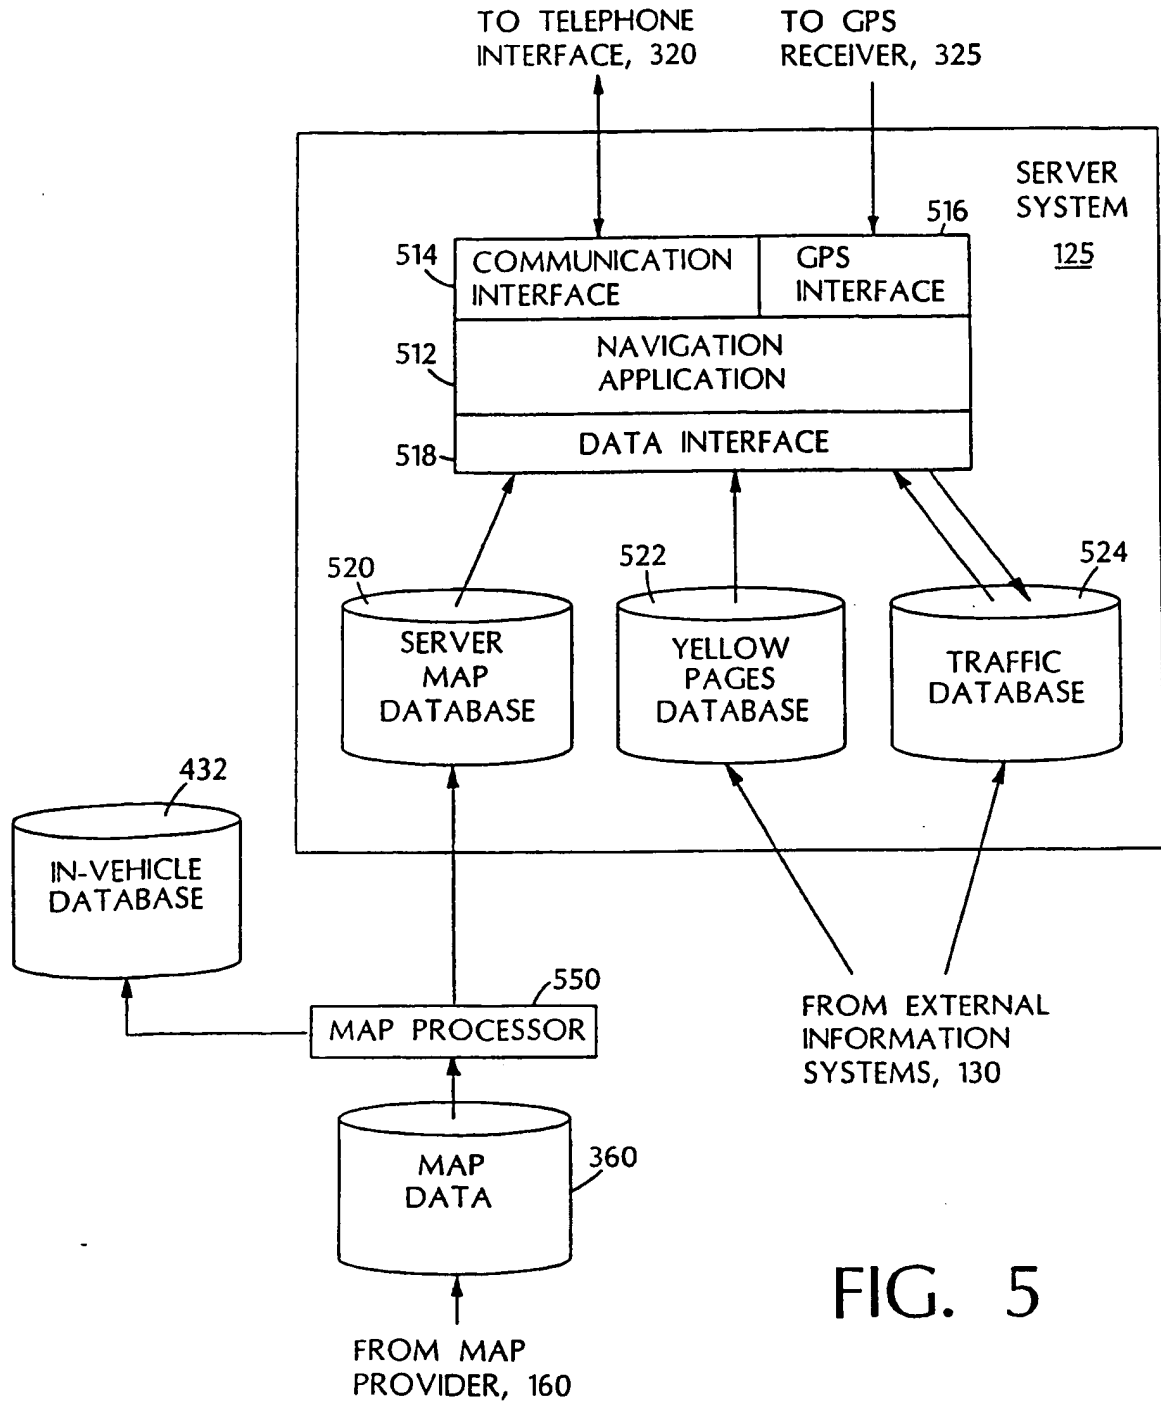 TO TELEPHONE
INTERFACE, 320
TO GPS
RECEIVER, 325
SERVER
SYSTEM
125
516
514
COMMUNICATION
INTERFACE
GPS
INTERFACE
512
NAVIGATION
APPLICATION
518
DATA INTERFACE
520
SERVER
MAP
DATABASE
522
YELLOW
PAGES
DATABASE
524
TRAFFIC
DATABASE
432
IN-VEHICLE
DATABASE
550
MAP PROCESSOR
FROM EXTERNAL
INFORMATION
SYSTEMS, 130
MAP
DATA
360
FROM MAP
PROVIDER, 160
FIG. 5